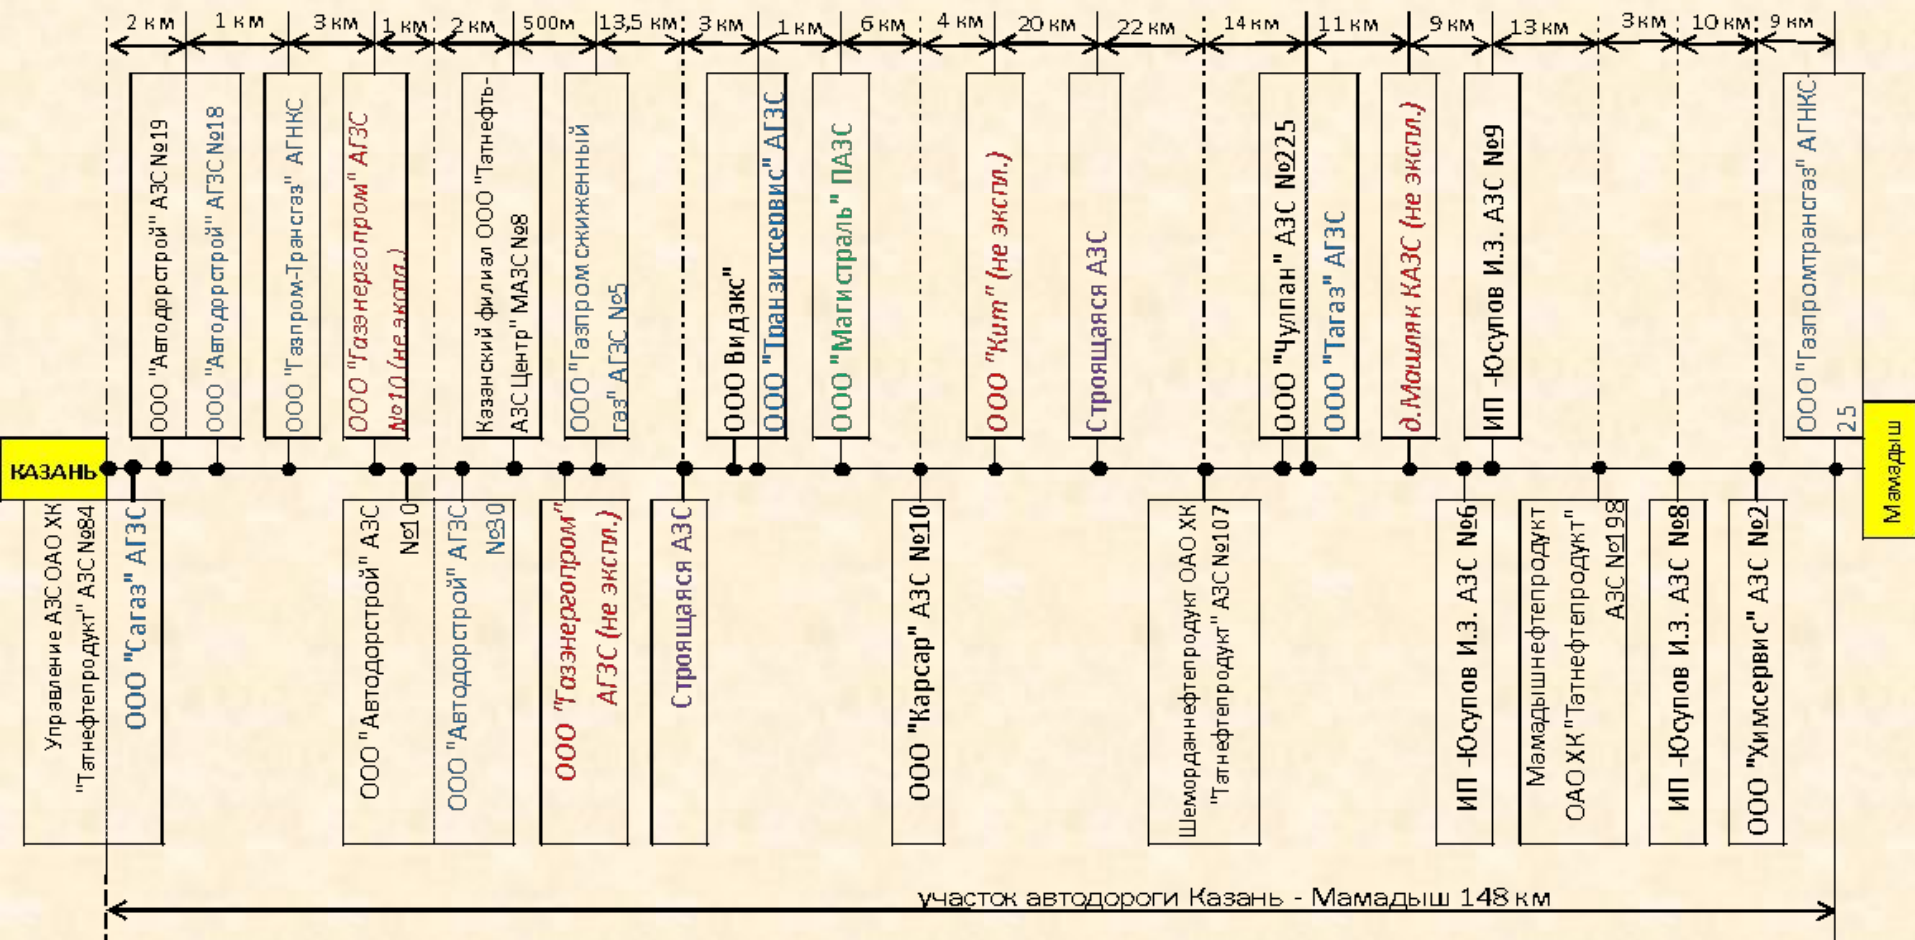 2 км
1 км
3 км
1 км
2 км
500м
13,5 км
3 км
1 км
6 км
4 км
20 км
22 км
14 км
11 км
9 км
13 км
3 км
10 км
9 км
ООО "Автодорстрой" АЗС №19
ООО "Автодорстрой" АГЗС №18
ООО "Газпром-Трансгаз" АГНКС
ООО "Газэнергопром" АГЗС
№10 (не экспл.)
Казанский филиал ООО "Татнефть-
АЗС Центр" МАЗС №8
ООО "Газпром сжиженный
газ" АГЗС №5
ООО Видэкс"
ООО "Транзитсервис" АГЗС
ООО "Магистраль" ПАЗС
ООО "Кит" (не экспл.)
Строящаяся АЗС
ООО "Чулпан" АЗС №225
ООО "Тагаз" АГЗС
д.Машляк КАЗС (не экспл.)
ИП -Юсупов И.З. АЗС №9
ООО "Газпромтрансгаз" АГНКС-
25
КАЗАНЬ
Мамадыш
Управление АЗС ОАО ХК
"Татнефтепродукт" АЗС №84
ООО "Сагаз" АГЗС
ООО "Автодорстрой" АЗС
№10
ООО "Автодорстрой" АГЗС
№30
ООО "Газэнергопром"
АГЗС (не экспл.)
Строящаяся АЗС
ООО "Карсар" АЗС №10
Шеморданнефтепродукт ОАО ХК
"Татнефтепродукт" АЗС №107
ИП -Юсупов И.З. АЗС №6
Мамадышнефтепродукт
ОАО ХК "Татнефтепродукт"
АЗС №198
ИП -Юсупов И.З. АЗС №8
ООО "Химсервис" АЗС №2
участок автодороги Казань - Мамадыш 148 км